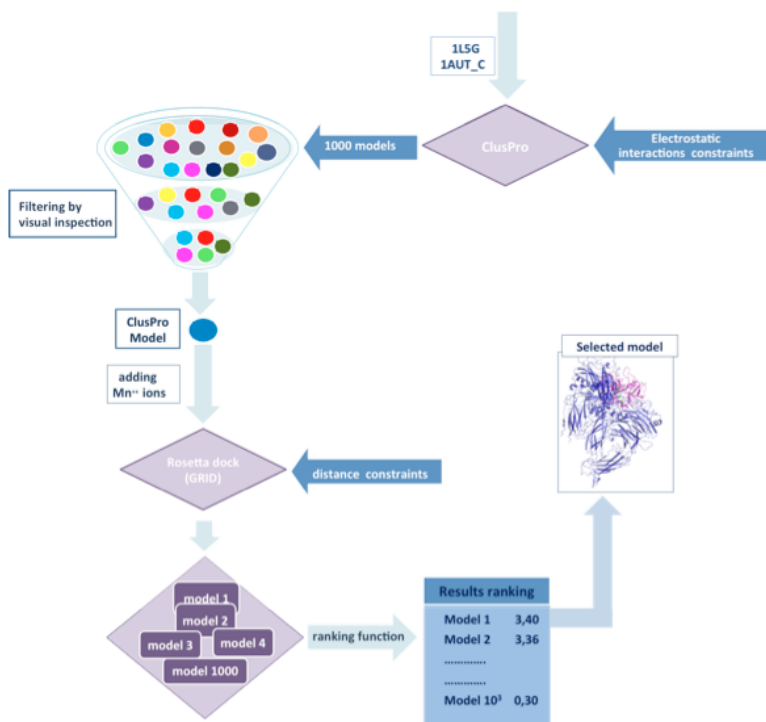 1L5G
1AUT_C
ClusPro
Electrostatic
interactions constraints
1000 models
Filtering by
visual inspection
ClusPro
Model
adding
Mn⁺⁺ ions
Rosetta dock
(GRID)
distance constraints
model 1
model 2
model 3
model 4
model 1000
ranking function
Results ranking
Model 1 3,40
Model 2 3,36
.............
.............
Model 10³ 0,30
Selected model